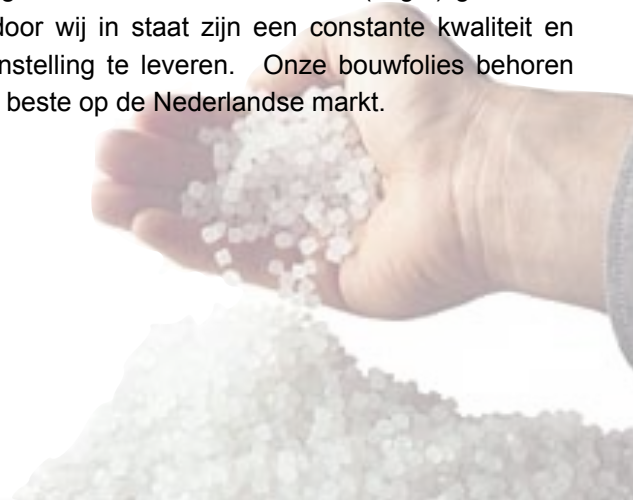 door wij in staat zijn een constante kwaliteit en
nstelling te leveren. Onze bouwfolies behoren
beste op de Nederlandse markt.